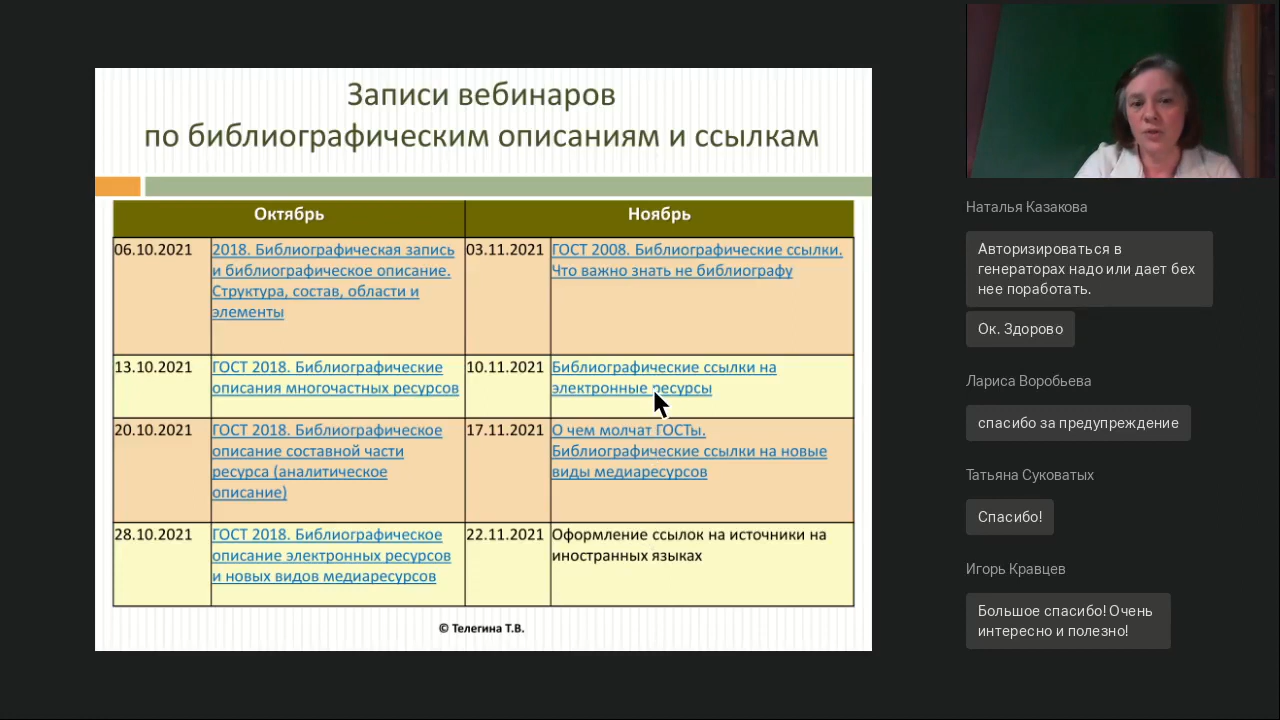 Записи вебинаров
по библиографическим описаниям и ссылкам
Октябрь
Ноябрь
06.10.2021
2018. Библиографическая запись
и библиографическое описание.
Структура, состав, области и
элементы
03.11.2021
ГОСТ 2008. Библиографические ссылки.
Что важно знать не библиографу
13.10.2021
ГОСТ 2018. Библиографические
описания многочастных ресурсов
10.11.2021
Библиографические ссылки на
электронные ресурсы
20.10.2021
ГОСТ 2018. Библиографическое
описание составной части
ресурса (аналитическое
описание)
17.11.2021
О чем молчат ГОСТы.
Библиографические ссылки на новые
виды медиаресурсов
28.10.2021
ГОСТ 2018. Библиографическое
описание электронных ресурсов
и новых видов медиаресурсов
22.11.2021
Оформление ссылок на источники на
иностранных языках
© Телегина Т.В.
Наталья Казакова
Авторизироваться в
генераторах надо или дает бех
нее поработать.
Ок. Здорово
Лариса Воробьева
спасибо за предупреждение
Татьяна Суковатых
Спасибо!
Игорь Кравцев
Большое спасибо! Очень
интересно и полезно!